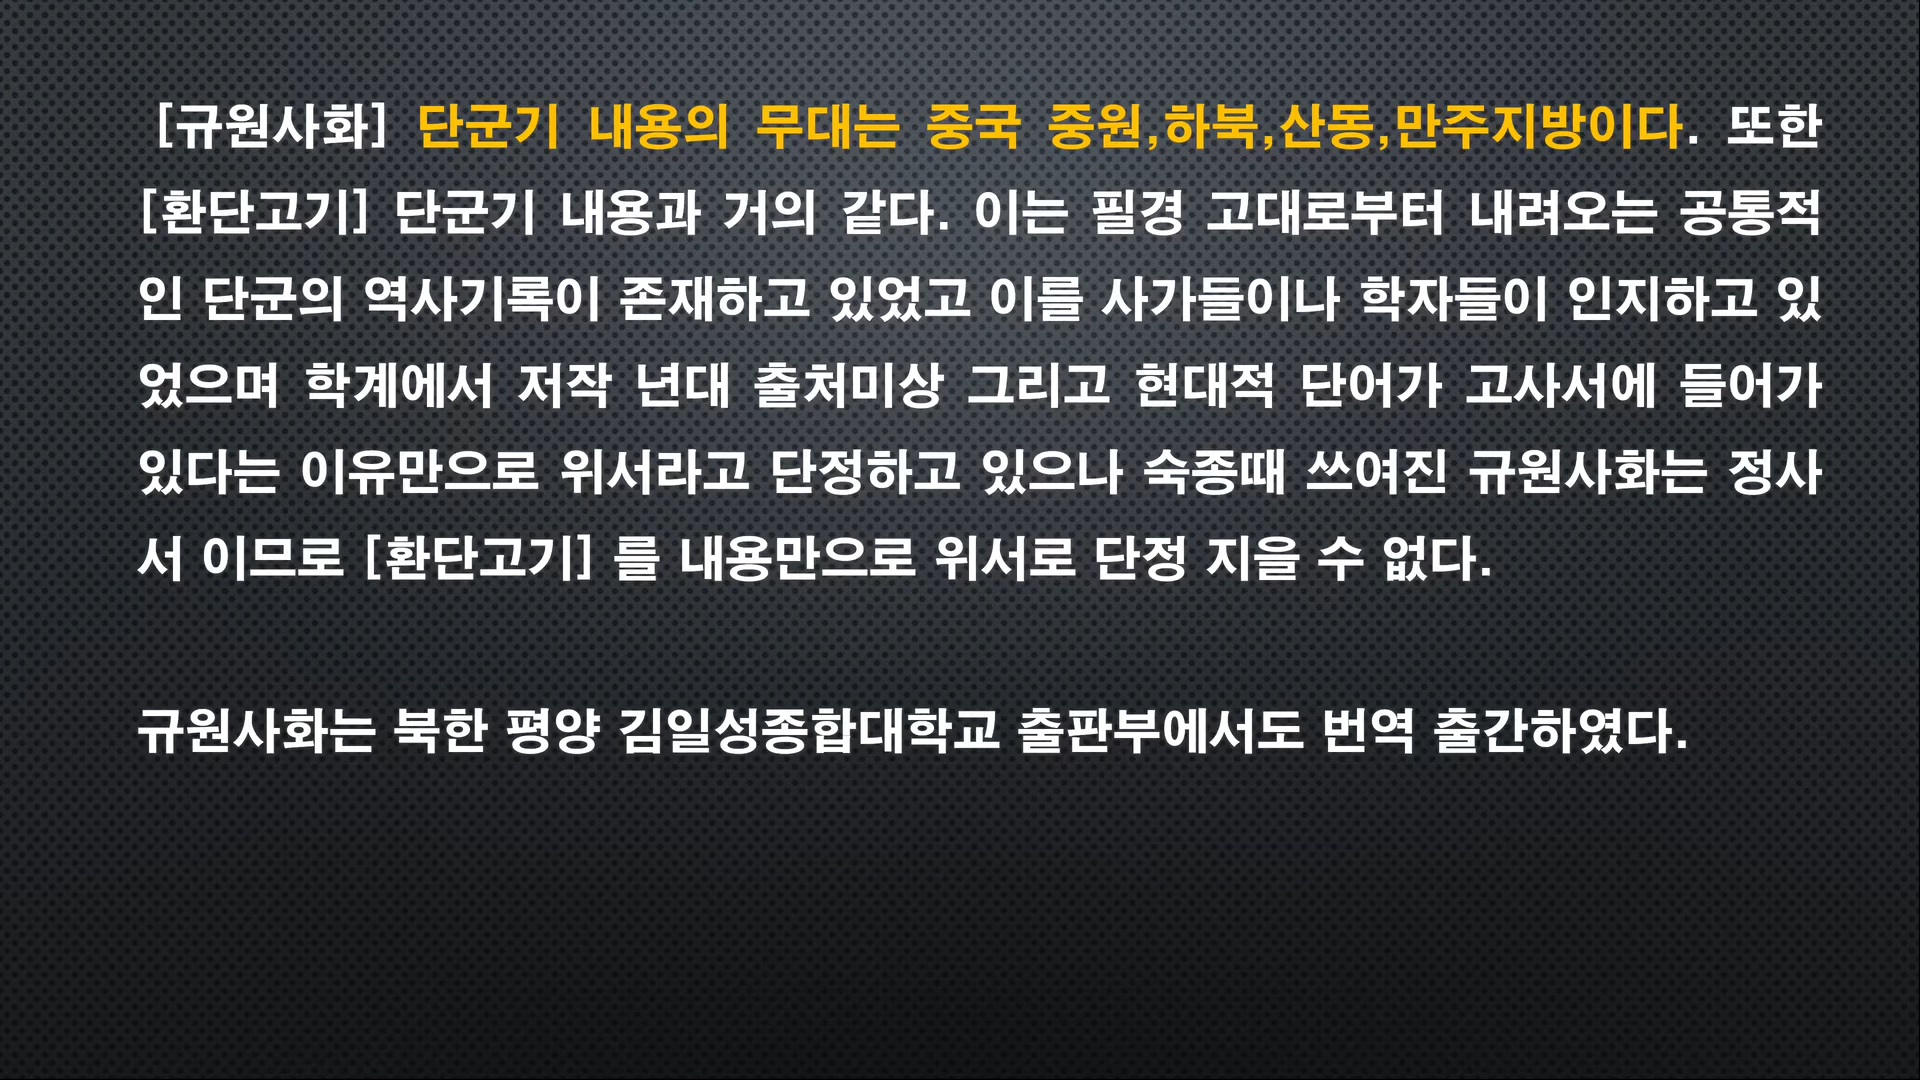 [규원사화] 단군기 내용의 무대는 중국 중원,하북,산동,만주지방이다. 또한
[환단고기] 단군기 내용과 거의 같다. 이는 필경 고대로부터 내려오는 공통적
인 단군의 역사기록이 존재하고 있었고 이를 사가들이나 학자들이 인지하고 있
었으며 학계에서 저작 년대 출처미상 그리고 현대적 단어가 고사서에 들어가
있다는 이유만으로 위서라고 단정하고 있으나 숙종때 쓰여진 규원사화는 정사
서 이므로 [환단고기] 를 내용만으로 위서로 단정 지을 수 없다.
규원사화는 북한 평양 김일성종합대학교 출판부에서도 번역 출간하였다.